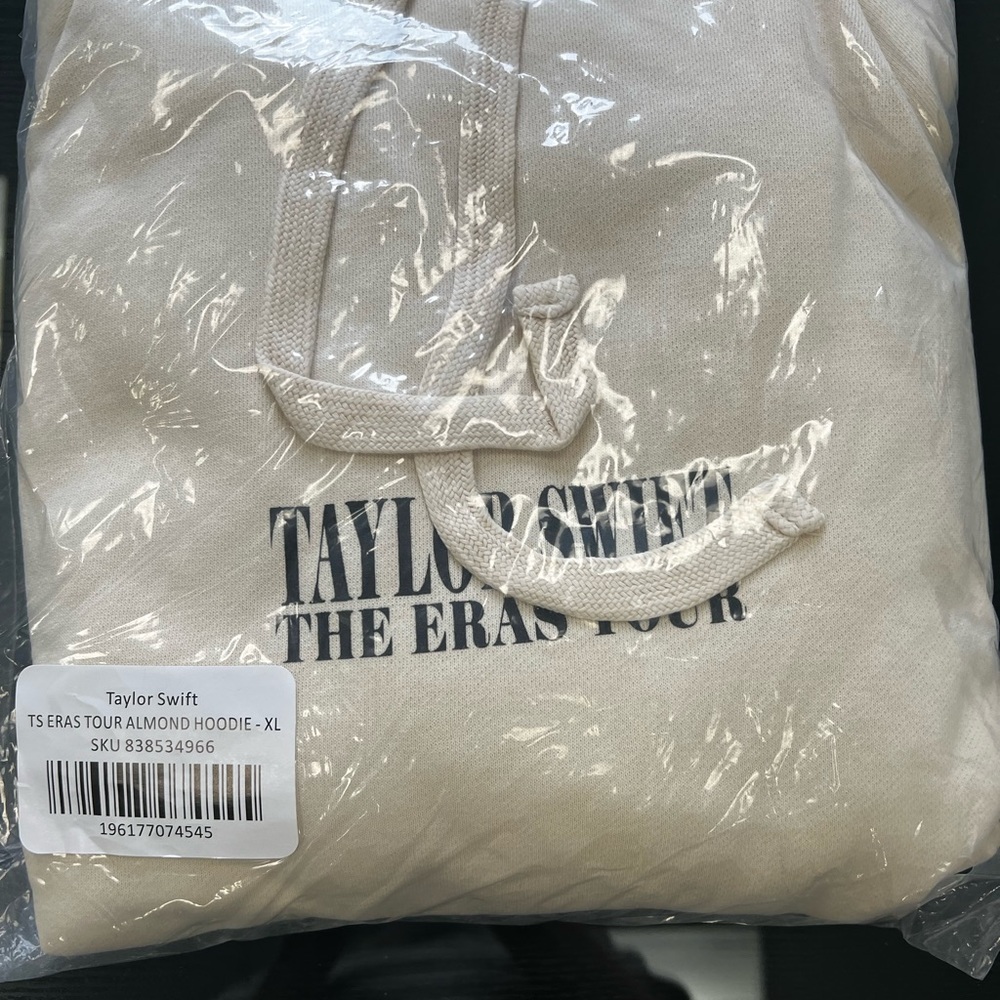 TAYLOR SWIFT
THE ERAS TOUR
Taylor Swift
TS ERAS TOUR ALMOND HOODIE - XL
SKU 838534966
196177074545